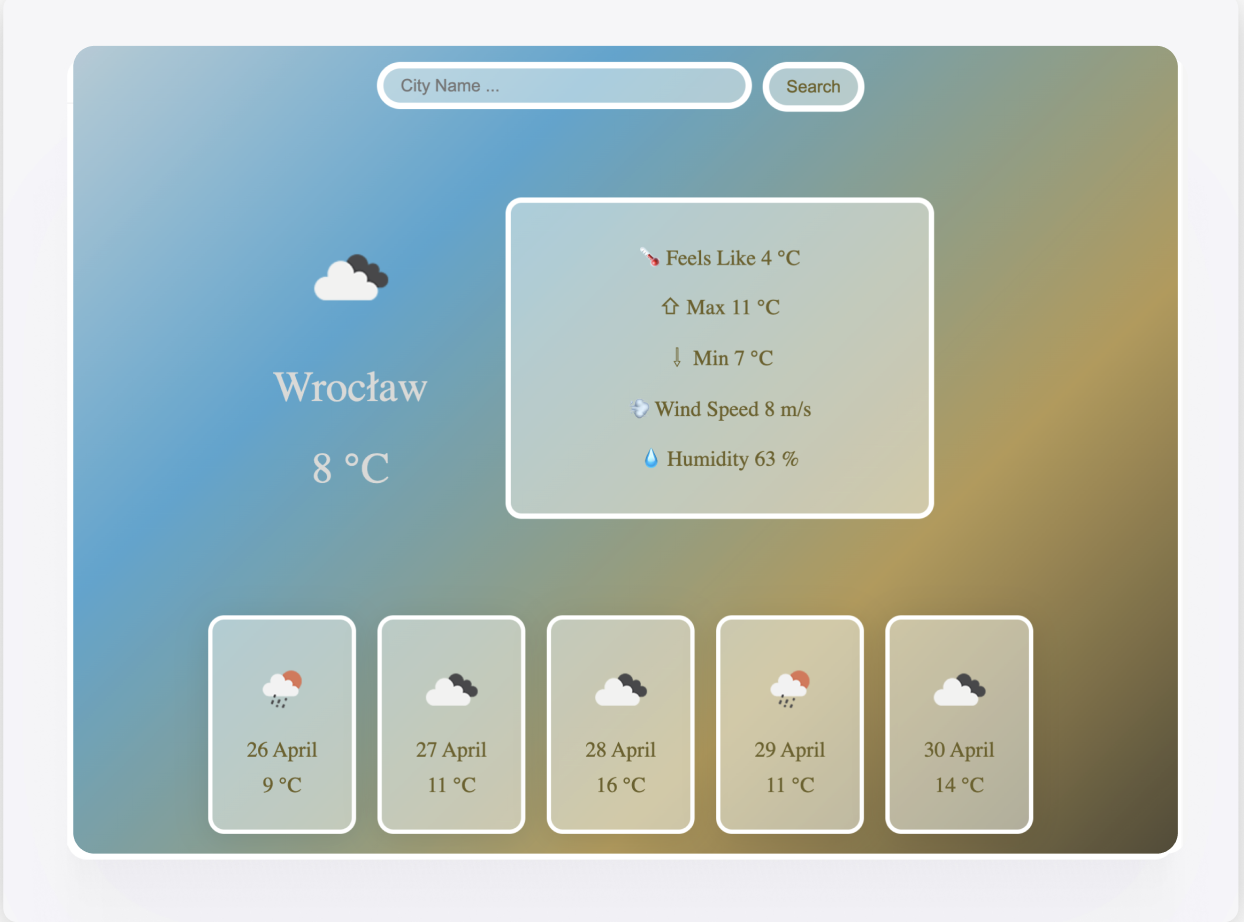 City Name ...
Search
Wrocław
8 °C
Feels Like 4 °C
⇧ Max 11 °C
Min 7 °C
Wind Speed 8 m/s
Humidity 63 %
26 April
9 °C
27 April
11 °C
28 April
16 °C
29 April
11 °C
30 April
14 °C